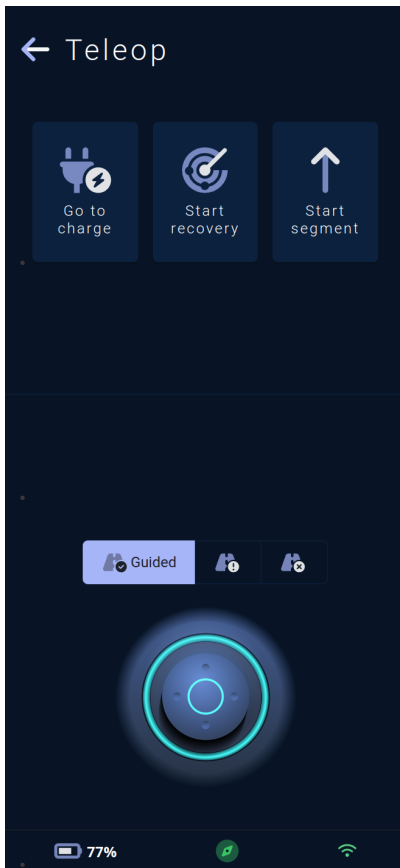 Teleop
Go to
charge
Start
recovery
Start
segment
Guided
77%